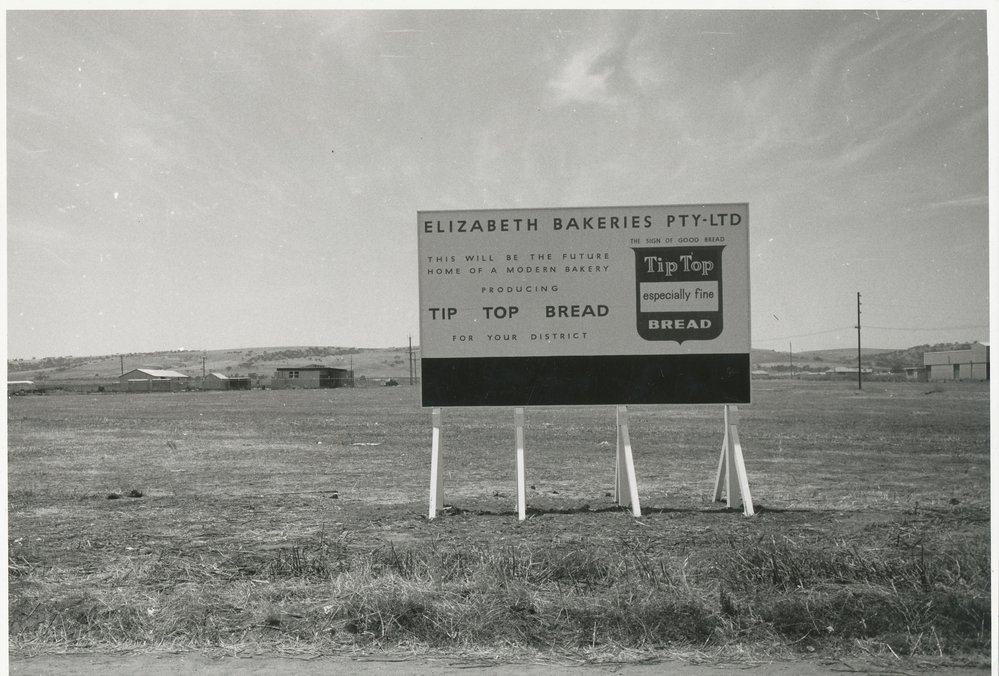 ELIZABETH BAKERIES PTY-LTD
THIS WILL BE THE FUTURE
HOME OF A MODERN BAKERY
PRODUCING
TIP TOP BREAD
FOR YOUR DISTRICT
THE SIGN OF GOOD BREAD
Tip Top
especially fine
BREAD